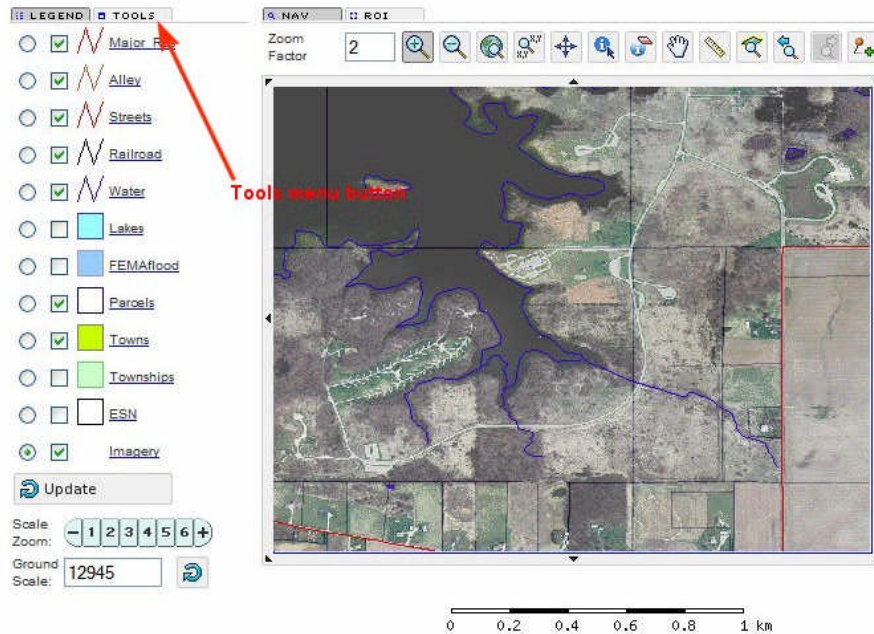 LEGEND TOOLS
NAV ROI
Zoom Factor 2
X,Y X,Y
Major
Alley
Streets
Railroad
Water
Tools menu button
Lakes
FEMAflood
Parcels
Towns
Townships
ESN
Imagery
Update
Scale Zoom: - 1 2 3 4 5 6 +
Ground Scale: 12945
0 0.2 0.4 0.6 0.8 1 km